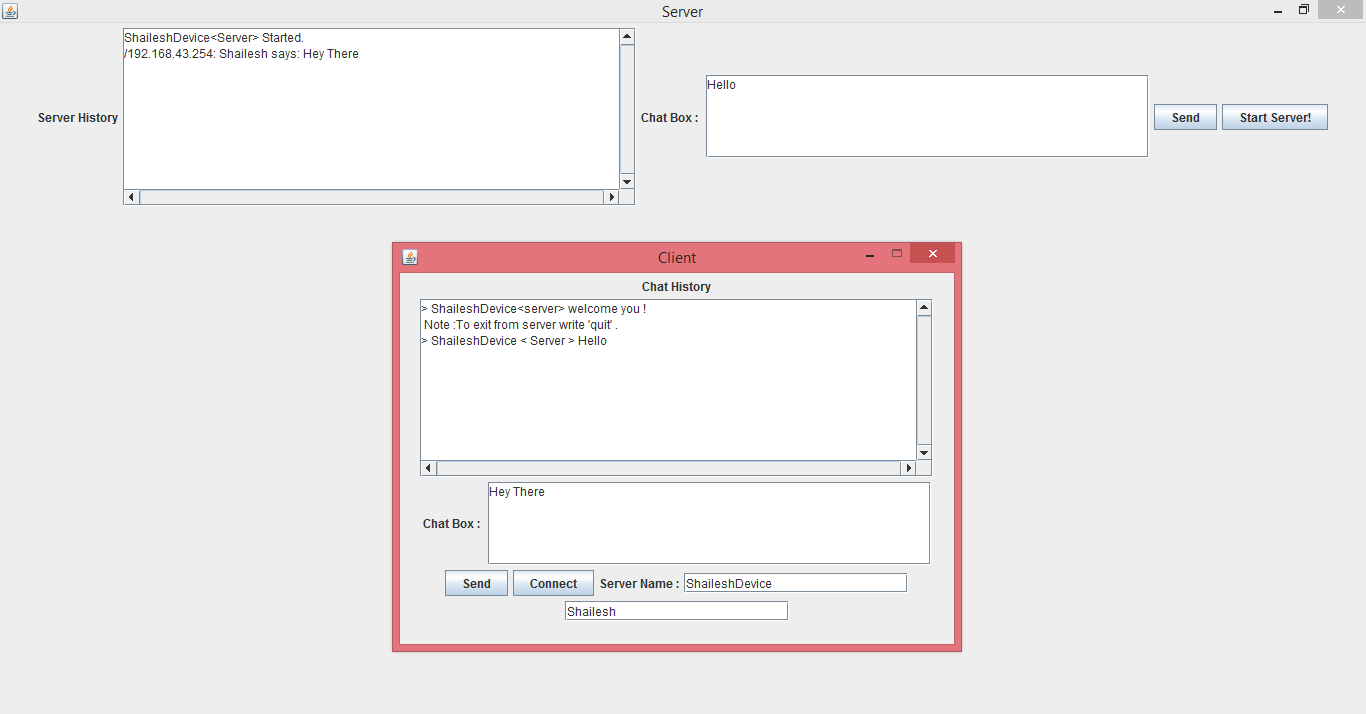 Server
ShaileshDevice<Server> Started.
/192.168.43.254: Shailesh says: Hey There
Server History
Chat Box :
Hello
Send
Start Server!
Client
Chat History
> ShaileshDevice<server> welcome you !
Note :To exit from server write 'quit' .
> ShaileshDevice < Server > Hello
Chat Box :
Hey There
Send
Connect
Server Name :
ShaileshDevice
Shailesh